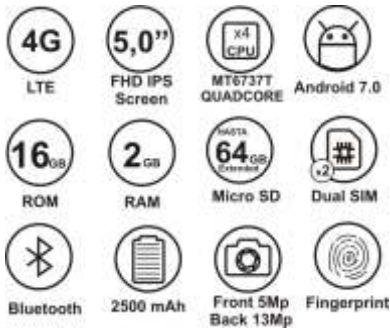 4G
LTE
5,0”
FHD IPS
Screen
x4
CPU
MT6737T
QUADCORE
Android 7.0
16GB
ROM
2GB
RAM
HASTA
64GB
Extended
Micro SD
x2
Dual SIM
Bluetooth
2500 mAh
Front 5Mp
Back 13Mp
Fingerprint